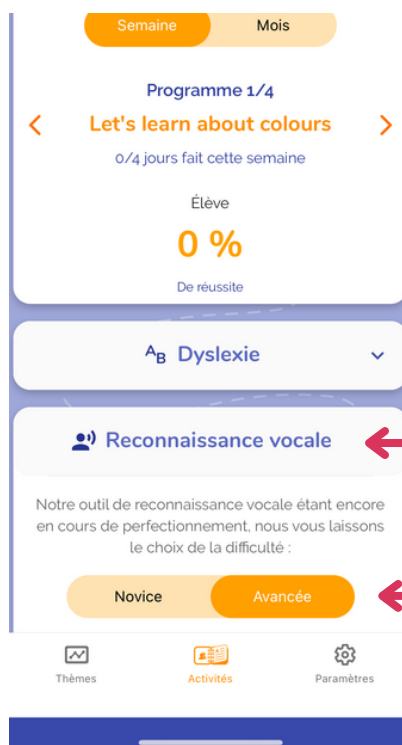 Semaine Mois
Programme 1/4
Let's learn about colours
0/4 jours fait cette semaine
Élève
0 %
De réussite
AB Dyslexie
Reconnaissance vocale
Notre outil de reconnaissance vocale étant encore
en cours de perfectionnement, nous vous laissons
le choix de la difficulté :
Novice Avancée
Thèmes Activités Paramètres